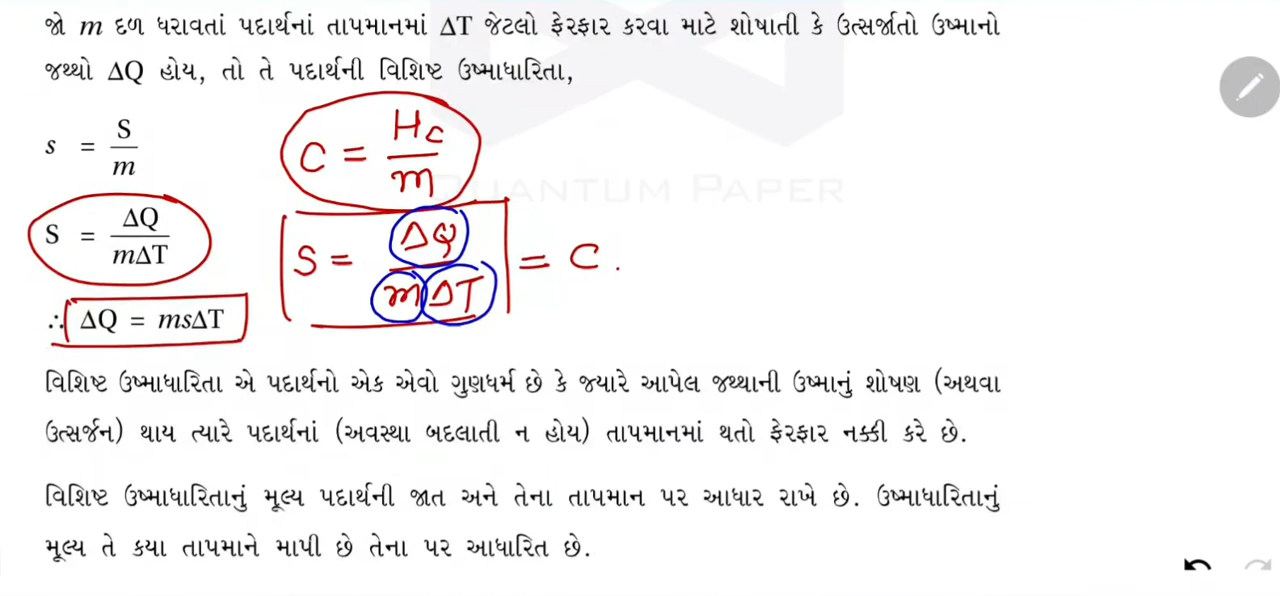 જો m દળ ધરાવતાં પદાર્થનાં તાપમાનમાં ΔT જેટલો ફેરફાર કરવા માટે શોષાતી કે ઉત્સર્જાતો ઉષ્માનો
જથ્થો ΔQ હોય, તો તે પદાર્થની વિશિષ્ટ ઉષ્માધારિતા,
s = S/m
C = Hc/m
S = ΔQ/mΔT
S = ΔQ/mΔT = C.
∴ ΔQ = msΔT
QUANTUM PAPER
વિશિષ્ટ ઉષ્માધારિતા એ પદાર્થનો એક એવો ગુણધર્મ છે કે જ્યારે આપેલ જથ્થાની ઉષ્માનું શોષણ (અથવા
ઉત્સર્જન) થાય ત્યારે પદાર્થનાં (અવસ્થા બદલાતી ન હોય) તાપમાનમાં થતો ફેરફાર નક્કી કરે છે.
વિશિષ્ટ ઉષ્માધારિતાનું મૂલ્ય પદાર્થની જાત અને તેના તાપમાન પર આધાર રાખે છે. ઉષ્માધારિતાનું
મૂલ્ય તે કયા તાપમાને માપી છે તેના પર આધારિત છે.